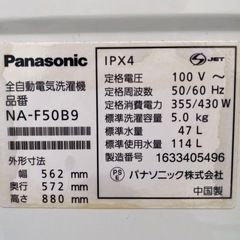 Panasonic
全自動電気洗濯機
品番
NA-F50B9
外形寸法
幅 562 mm
奥行 572 mm
高さ 880 mm
IPX4
JET
定格電圧 100 V~
定格周波数 50/60 Hz
定格消費電力 355/430 W
標準洗濯容量 5.0 kg
標準水量 47 L
標準使用水量 114 L
製造番号 1633405496
PS E
パナソニック株式会社
中国製